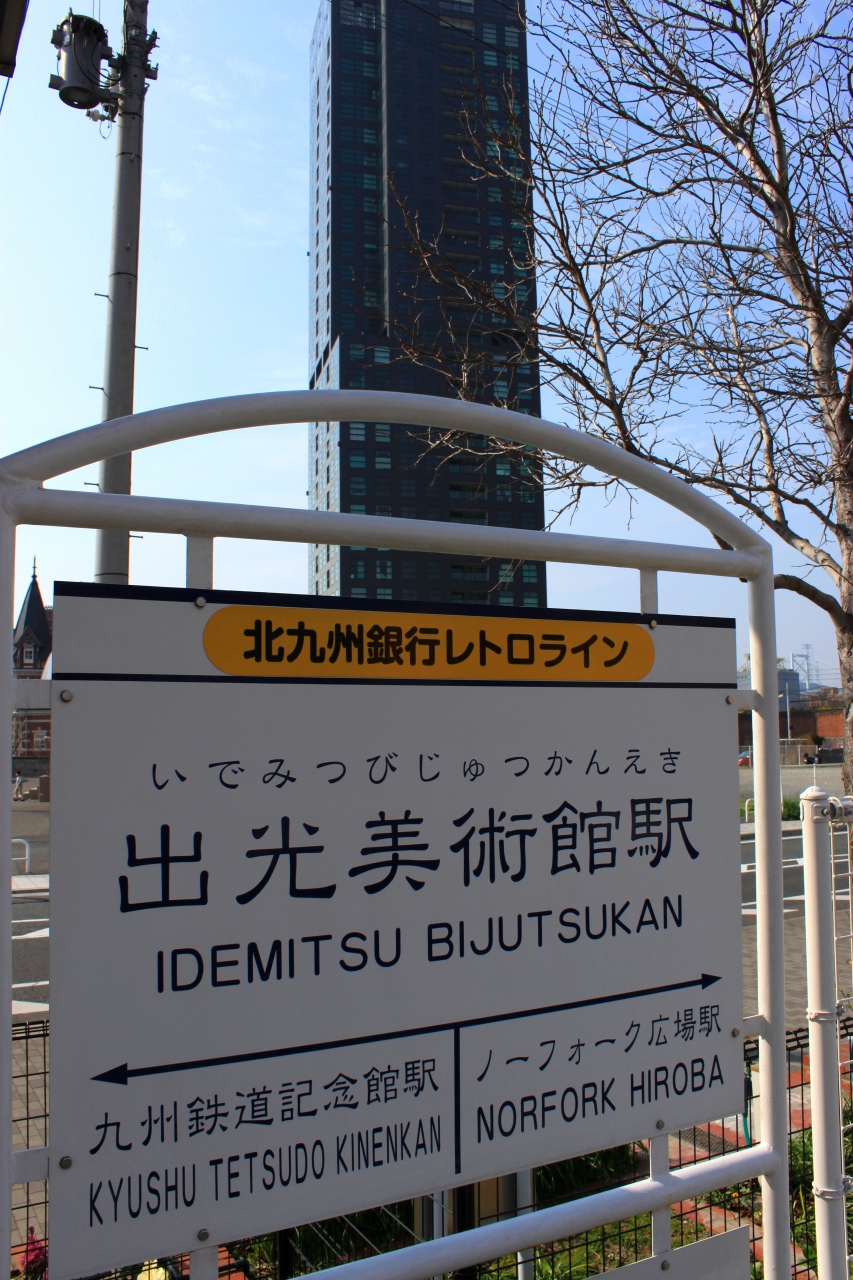 北九州銀行レトロライン
いでみつびじゅつかんえき
出光美術館駅
IDEMITSU BIJUTSUKAN
九州鉄道記念館駅
KYUSHU TETSUDO KINENKAN
ノーフォーク広場駅
NORFORK HIROBA